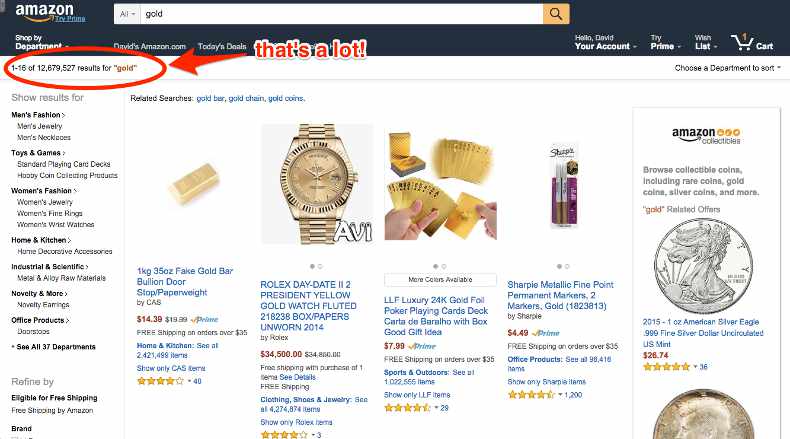 amazon
Try Prime
All
gold
Shop by
Department
David's Amazon.com
Today's Deals
Hello, David
Your Account
Try
Prime
Wish
List
1
Cart
that's a lot!
1-16 of 12,679,527 results for "gold"
Choose a Department to sort
Show results for
Men's Fashion
Men's Jewelry
Men's Necklaces
Toys & Games
Standard Playing Card Decks
Hobby Coin Collecting Products
Women's Fashion
Women's Jewelry
Women's Fine Rings
Women's Wrist Watches
Home & Kitchen
Home Decorative Accessories
Industrial & Scientific
Metal & Alloy Raw Materials
Novelty & More
Novelty Earrings
Office Products
Doorstops
+ See All 37 Departments
Refine by
Eligible for Free Shipping
Free Shipping by Amazon
Brand
Related Searches: gold bar, gold chain, gold coins.
1kg 35oz Fake Gold Bar
Bullion Door
Stop/Paperweight
by CAS
$14.39 $19.99 Prime
FREE Shipping on orders over $35
Home & Kitchen: See all
2,421,499 items
Show only CAS items
40
AVI
ROLEX DAY-DATE II 2
PRESIDENT YELLOW
GOLD WATCH FLUTED
218238 BOX/PAPERS
UNWORN 2014
by Rolex
$34,500.00 $34,850.00
Free shipping with purchase of 1
items See Details
FREE Shipping
Clothing, Shoes & Jewelry: See
all 4,274,874 items
Show only Rolex items
3
More Colors Available
LLF Luxury 24K Gold Foil
Poker Playing Cards Deck
Carta de Baralho with Box
Good Gift Idea
by LLF
$7.99 Prime
FREE Shipping on orders over $35
Sports & Outdoors: See all
1,022,555 items
Show only LLF items
29
Sharpie
Sharpie Metallic Fine Point
Permanent Markers, 2
Markers, Gold (1823813)
by Sharpie
$4.49 Prime
FREE Shipping on orders over $35
Office Products: See all 96,416
items
Show only Sharpie items
1,200
amazon
collectibles
Browse collectible coins,
including rare coins, gold
coins, silver coins, and more.
"gold" Related Offers
2015 - 1 oz American Silver Eagle
.999 Fine Silver Dollar Uncirculated
US Mint
$26.74
36